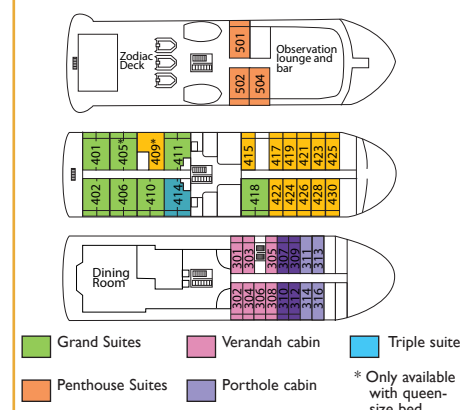 501
Zodiac
Deck
Observation
lounge and
bar
502 504
401 405* 409* 411 415 417 419 421 423 425
402 406 410 414 418 422 424 426 428 430
301 303 305 307 309 311 313
Dining
Room
302 304 306 308 310 312 314 316
Grand Suites
Verandah cabin
Triple suite
Penthouse Suites
Porthole cabin
* Only available
with queen-
size bed